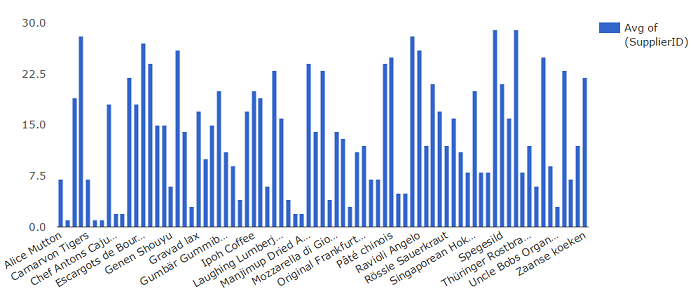 30.0
22.5
15.0
7.5
0.0
Avg of
(SupplierID)
Alice Mutton
Carnarvon Tigers
Chef Antons Caju...
Escargots de Bour...
Genen Shouyu
Gravad lax
Gumbär Gummib...
Ipoh Coffee
Laughing Lumberj...
Manjimup Dried A...
Mozzarella di Gio...
Original Frankfurt...
Pâté chinois
Ravioli Angelo
Rössle Sauerkraut
Singaporean Hok...
Spegesild
Thüringer Rostbra...
Uncle Bobs Organ...
Zaanse koeken